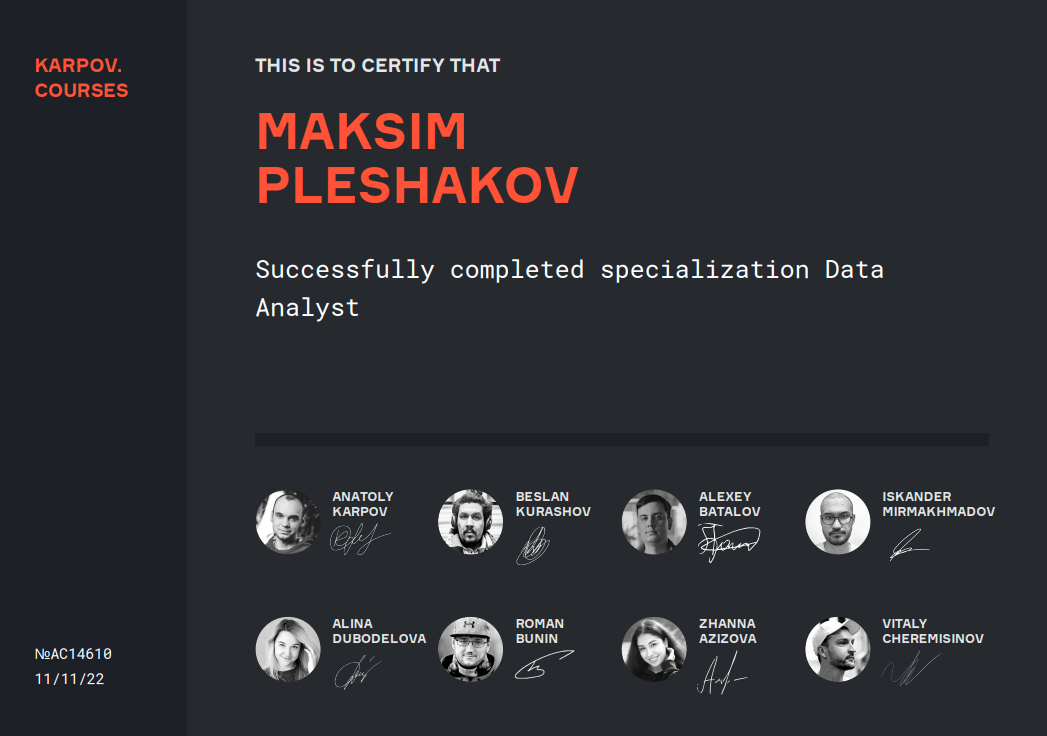 KARPOV.
COURSES
THIS IS TO CERTIFY THAT
MAKSIM
PLESHAKOV
Successfully completed specialization Data
Analyst
ANATOLY
KARPOV
BESLAN
KURASHOV
ALEXEY
BATALOV
ISKANDER
MIRMAKHMADOV
ALINA
DUBODELOVA
ROMAN
BUNIN
ZHANNA
AZIZOVA
VITALY
CHEREMISINOV
№AC14610
11/11/22